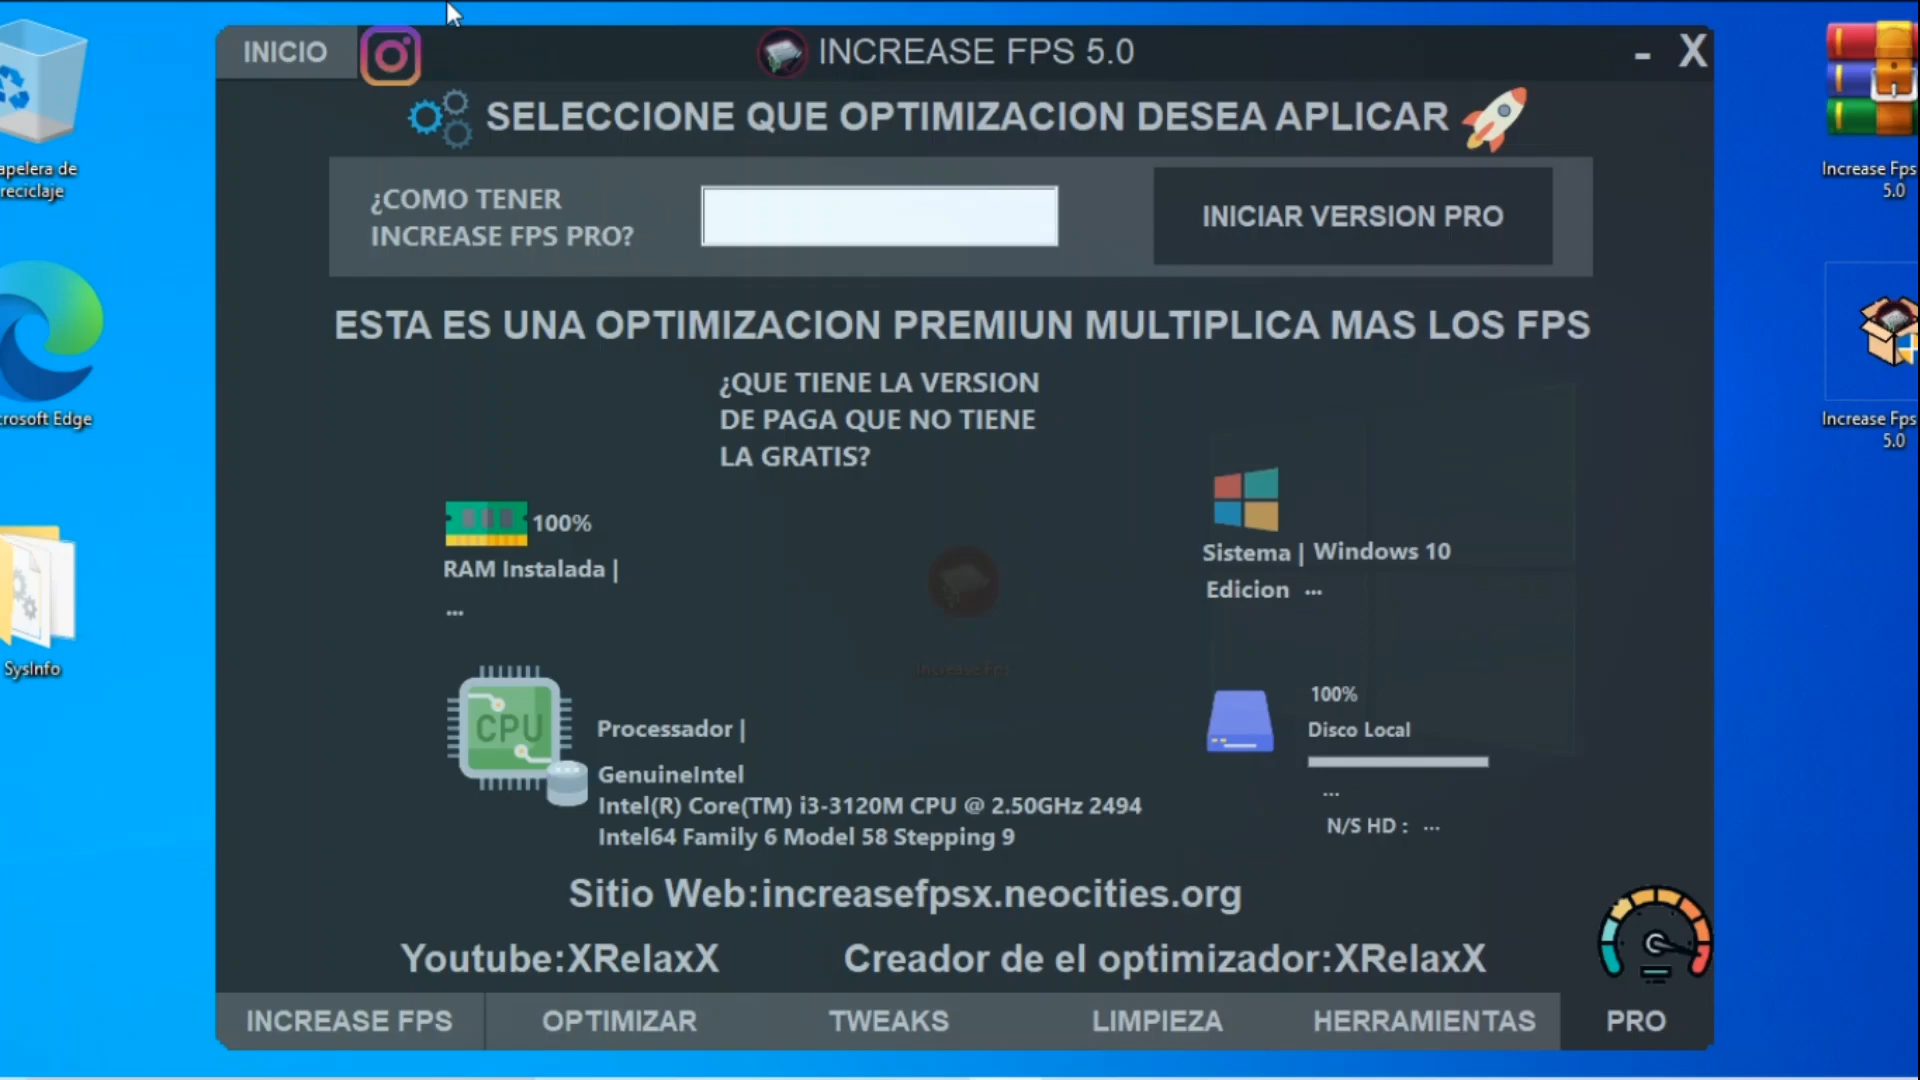 INICIO
INCREASE FPS 5.0
- X
SELECCIONE QUE OPTIMIZACION DESEA APLICAR
¿COMO TENER
INCREASE FPS PRO?
INICIAR VERSION PRO
ESTA ES UNA OPTIMIZACION PREMIUN MULTIPLICA MAS LOS FPS
¿QUE TIENE LA VERSION
DE PAGA QUE NO TIENE
LA GRATIS?
100%
RAM Instalada |
...
Sistema | Windows 10
Edicion ...
CPU
Processador |
GenuineIntel
Intel(R) Core(TM) i3-3120M CPU @ 2.50GHz 2494
Intel64 Family 6 Model 58 Stepping 9
100%
Disco Local
...
N/S HD : ...
Increase Fps
Sitio Web:increasefpsx.neocities.org
Youtube:XRelaxX
Creador de el optimizador:XRelaxX
INCREASE FPS
OPTIMIZAR
TWEAKS
LIMPIEZA
HERRAMIENTAS
PRO
apelera de
reciclaje
crosoft Edge
SysInfo
Increase Fps
5.0
Increase Fps
5.0